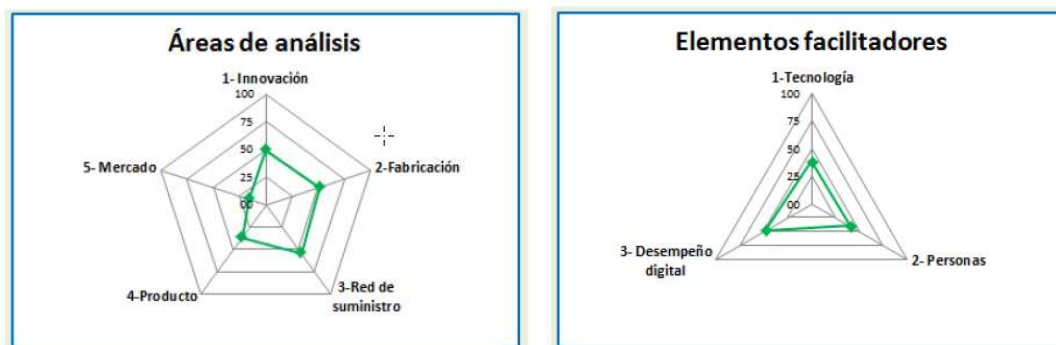 Áreas de análisis
1- Innovación
100
75
50
25
00
5- Mercado
2-Fabricación
4-Producto
3-Red de
suministro
Elementos facilitadores
1-Tecnología
100
75
50
25
00
3- Desempeño
digital
2- Personas